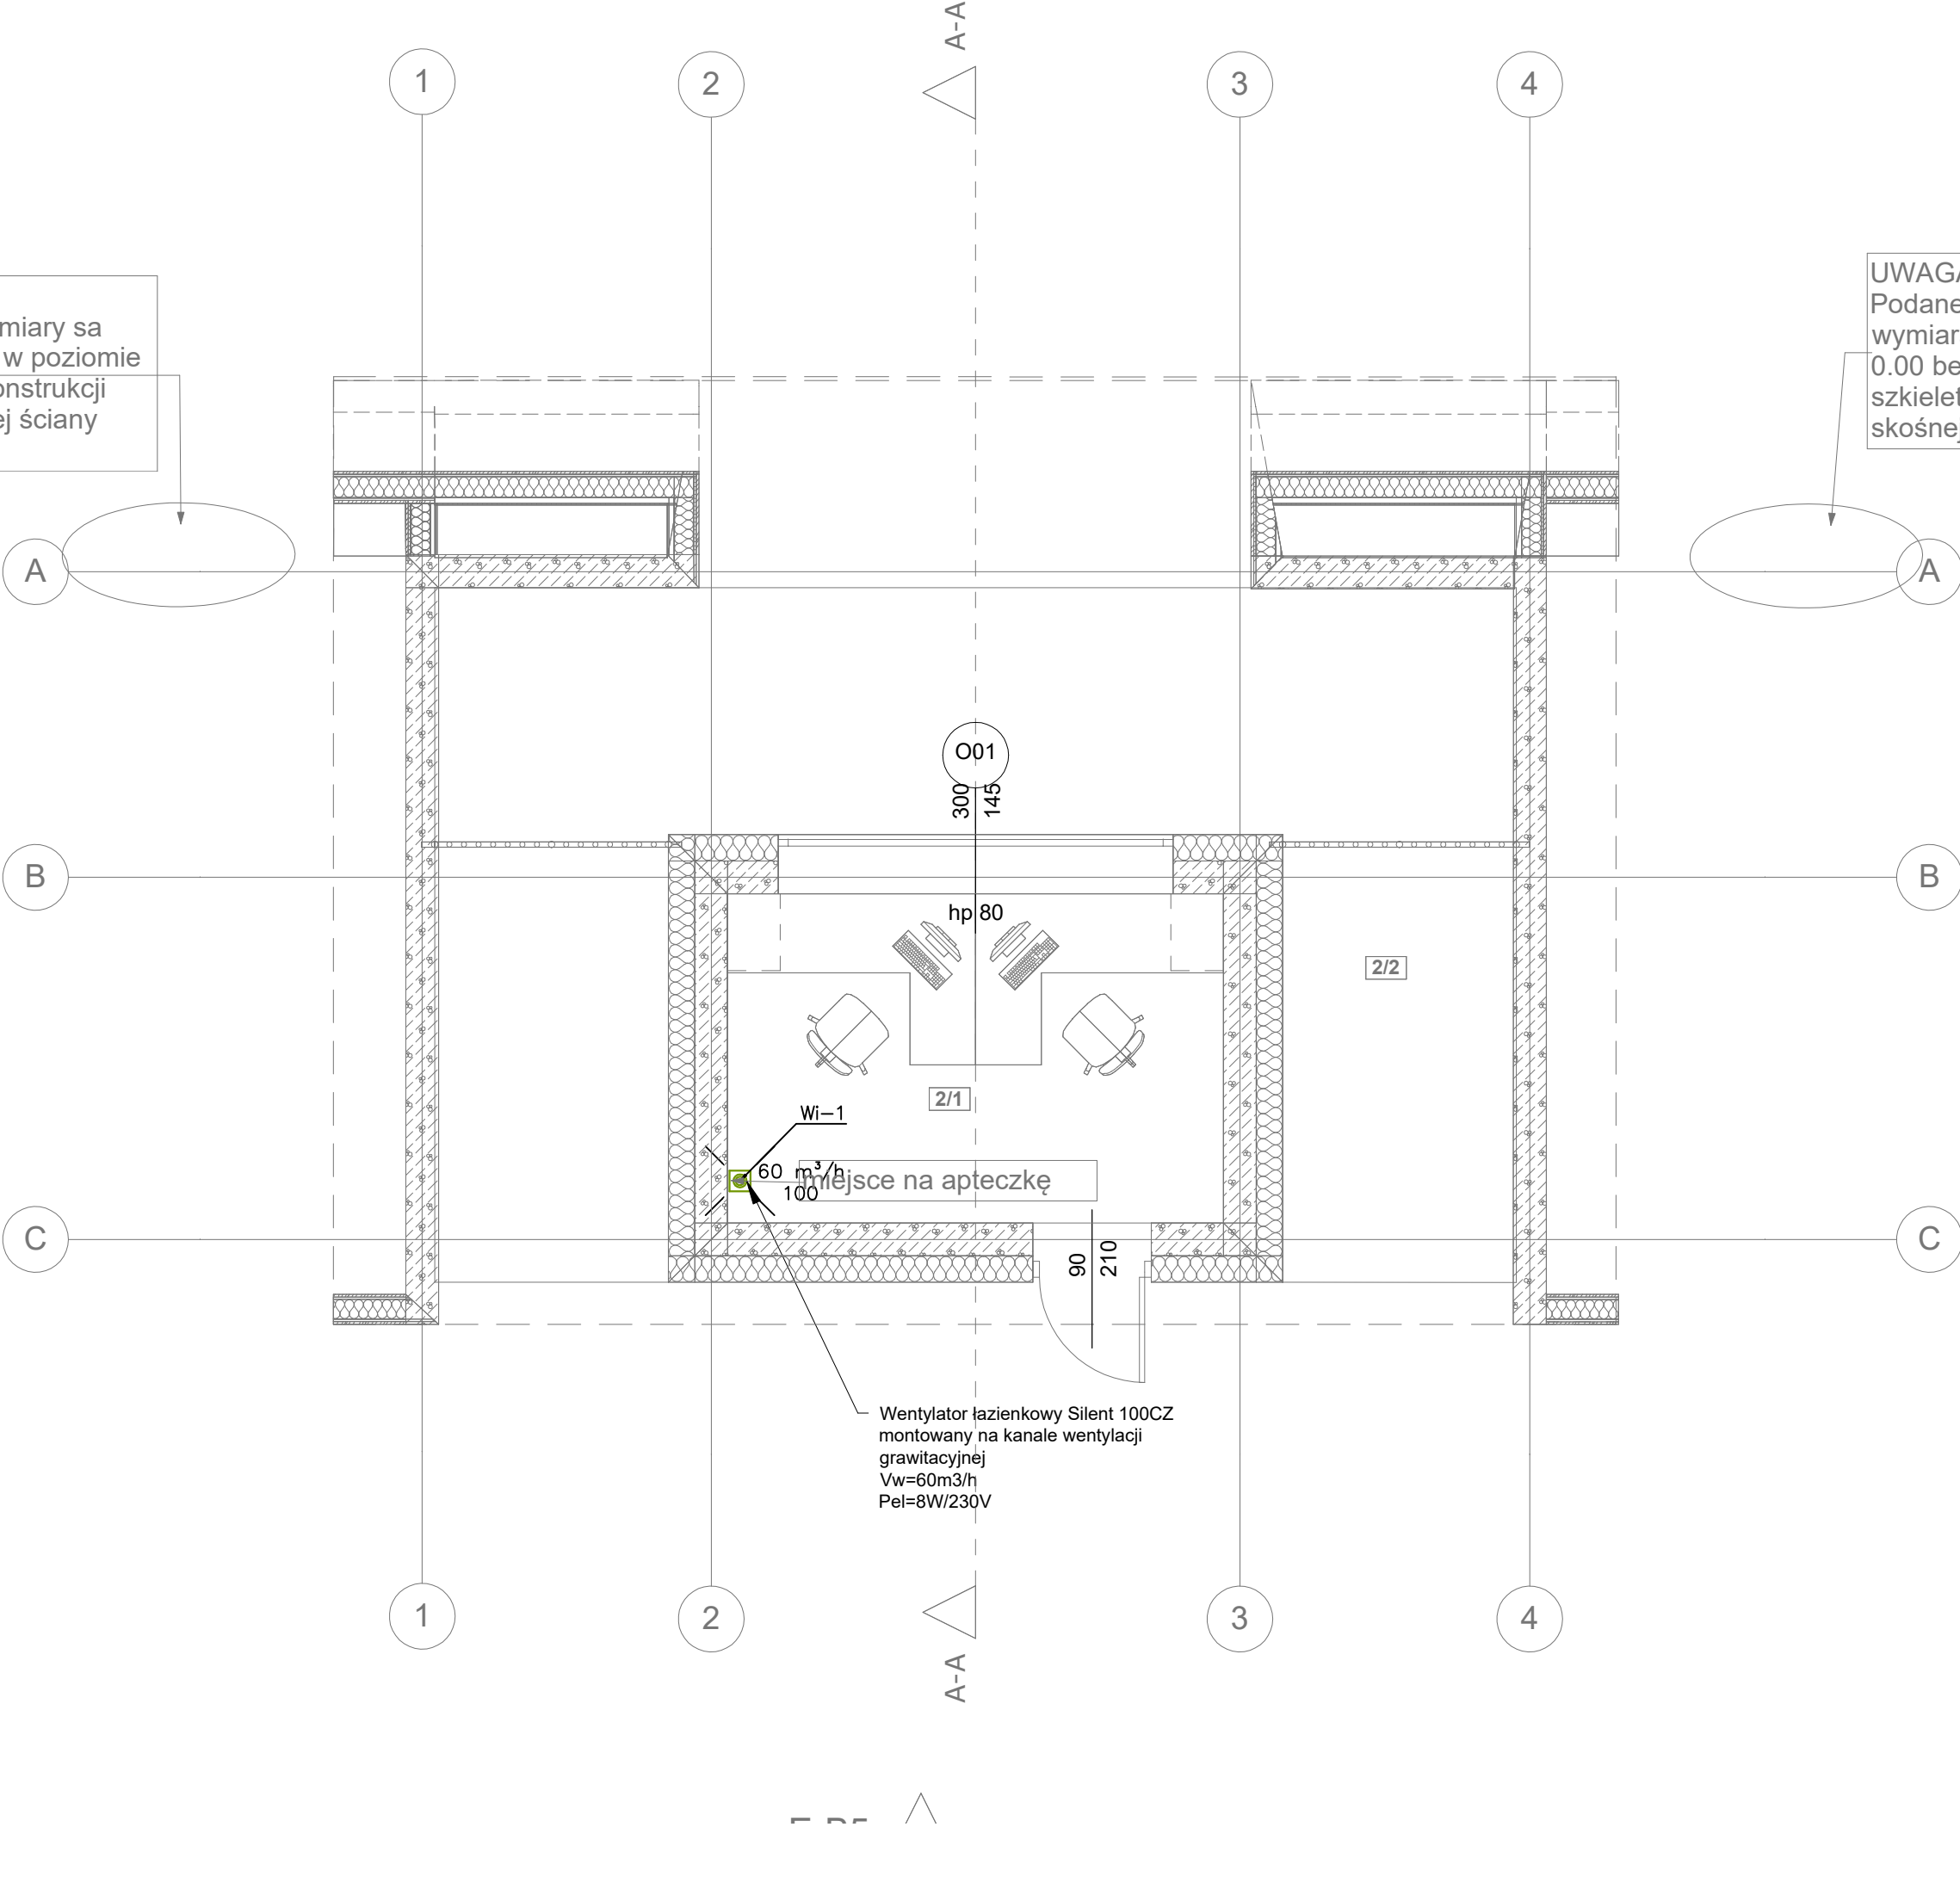 A-A
1
2
3
4
miary sa
w poziomie
onstrukcji
ej ściany
UWAGA
Podane
wymiar
0.00 be
szkielet
skośnej
A
A
O01
300
145
B
B
hp 80
2/2
2/1
Wi-1
60 m³/h
100
miejsce na apteczkę
C
C
90
210
Wentylator łazienkowy Silent 100CZ
montowany na kanale wentylacji
grawitacyjnej
Vw=60m3/h
Pel=8W/230V
1
2
3
4
A-A